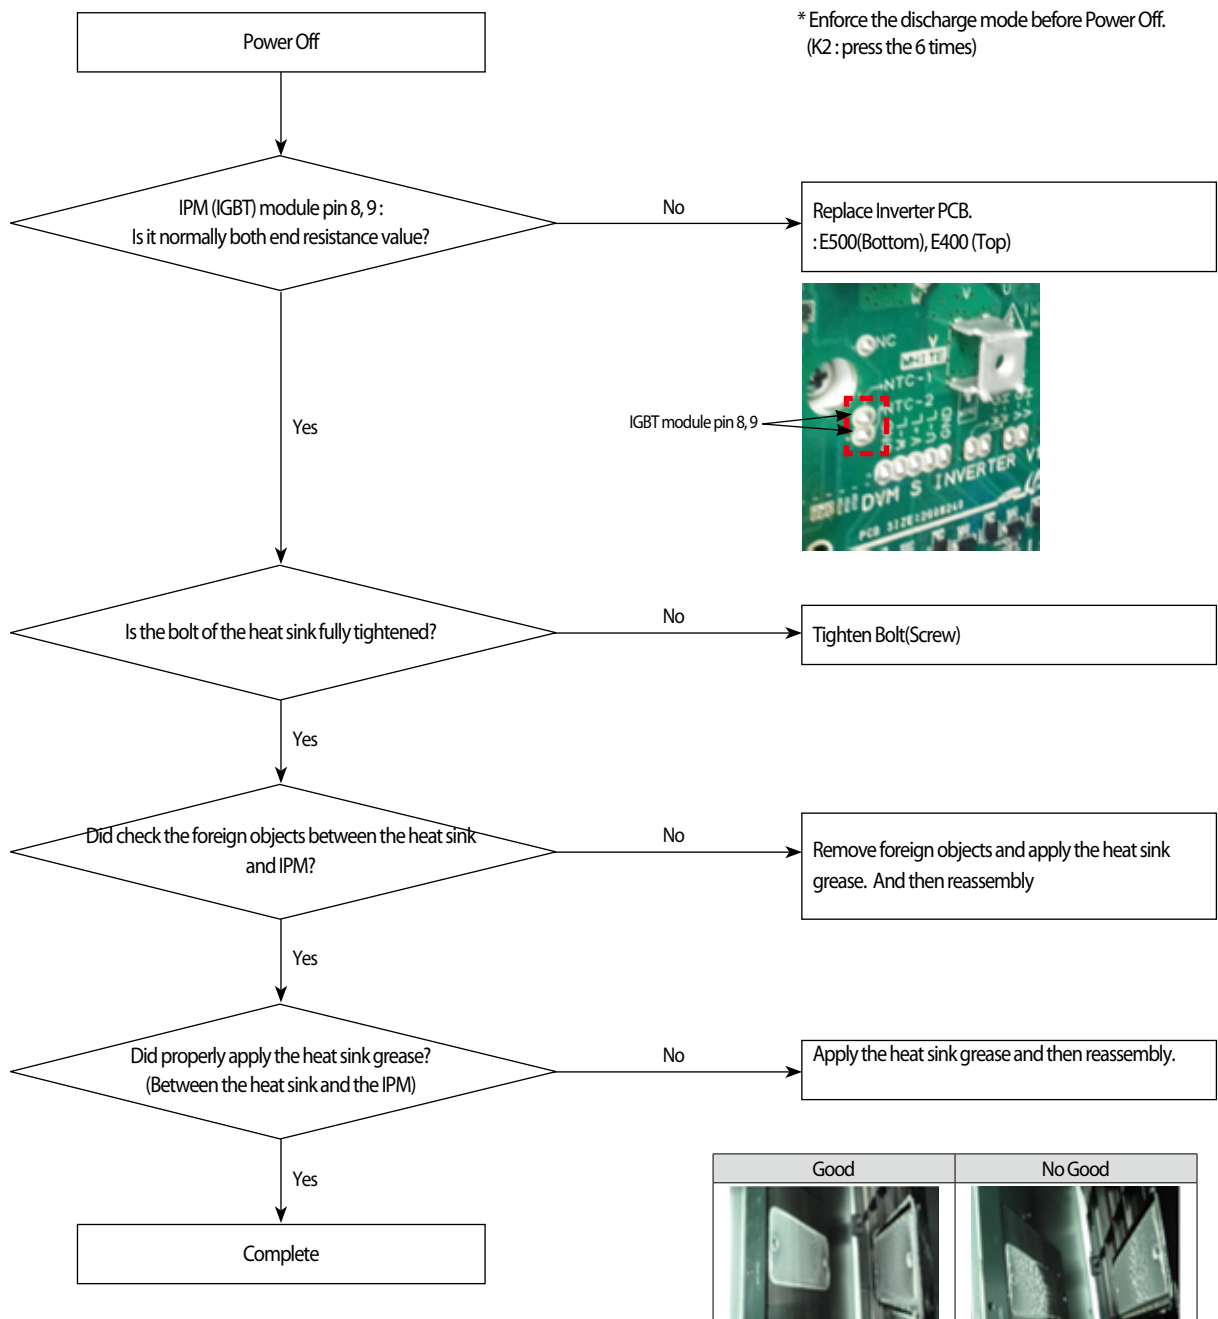 Power Off
* Enforce the discharge mode before Power Off.
(K2 : press the 6 times)
IPM (IGBT) module pin 8, 9 :
Is it normally both end resistance value?
No
Replace Inverter PCB.
: E500(Bottom), E400 (Top)
NC
V
WHITE
NTC-1
NTC-2
W-L
V-L
U-L
GND
DVM S INVERTER
IGBT module pin 8, 9
Yes
Is the bolt of the heat sink fully tightened?
No
Tighten Bolt(Screw)
Yes
Did check the foreign objects between the heat sink
and IPM?
No
Remove foreign objects and apply the heat sink
grease. And then reassembly
Yes
Did properly apply the heat sink grease?
(Between the heat sink and the IPM)
No
Apply the heat sink grease and then reassembly.
Yes
Complete
Good
No Good